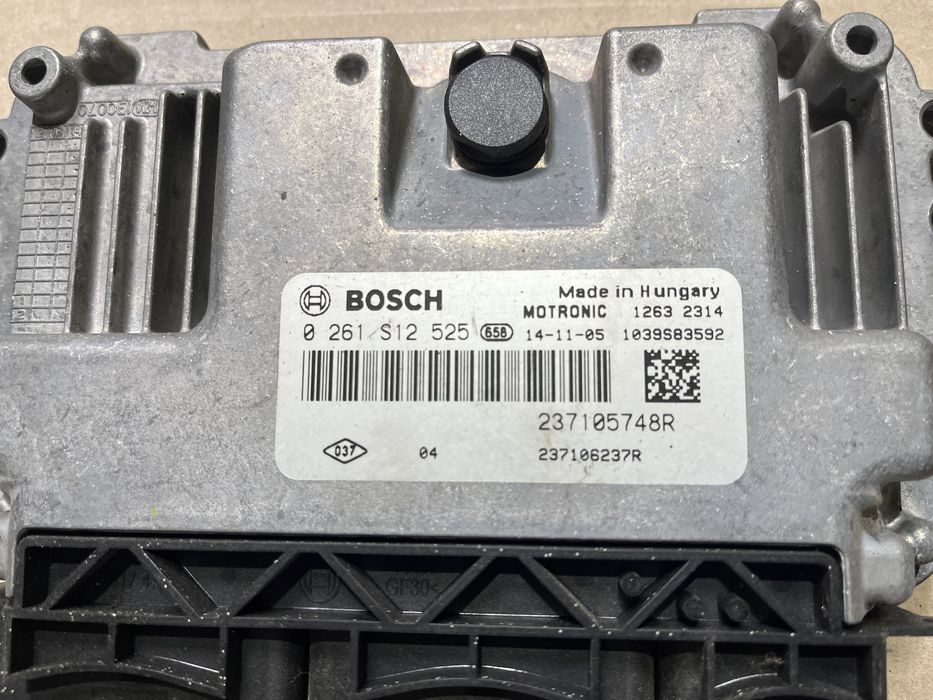 BOSCH Made in Hungary
MOTRONIC 1263 2314
0 261 S12 525 658 14-11-05 1039S83592
237105748R
037 04 237106237R
GF30<